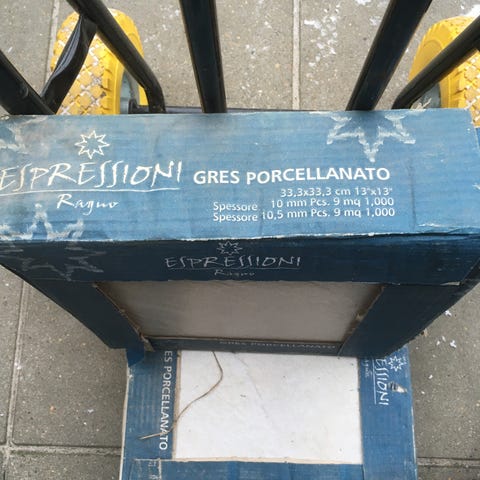 ESPRESSIONI
Ragno
GRES PORCELLANATO
33,3x33,3 cm 13"x13"
Spessore 10 mm Pcs. 9 mq 1,000
Spessore 10,5 mm Pcs. 9 mq 1,000
ESPRESSIONI
Ragno
GRES PORCELLANATO
GRES PORCELLANATO
ESPRESSIONI